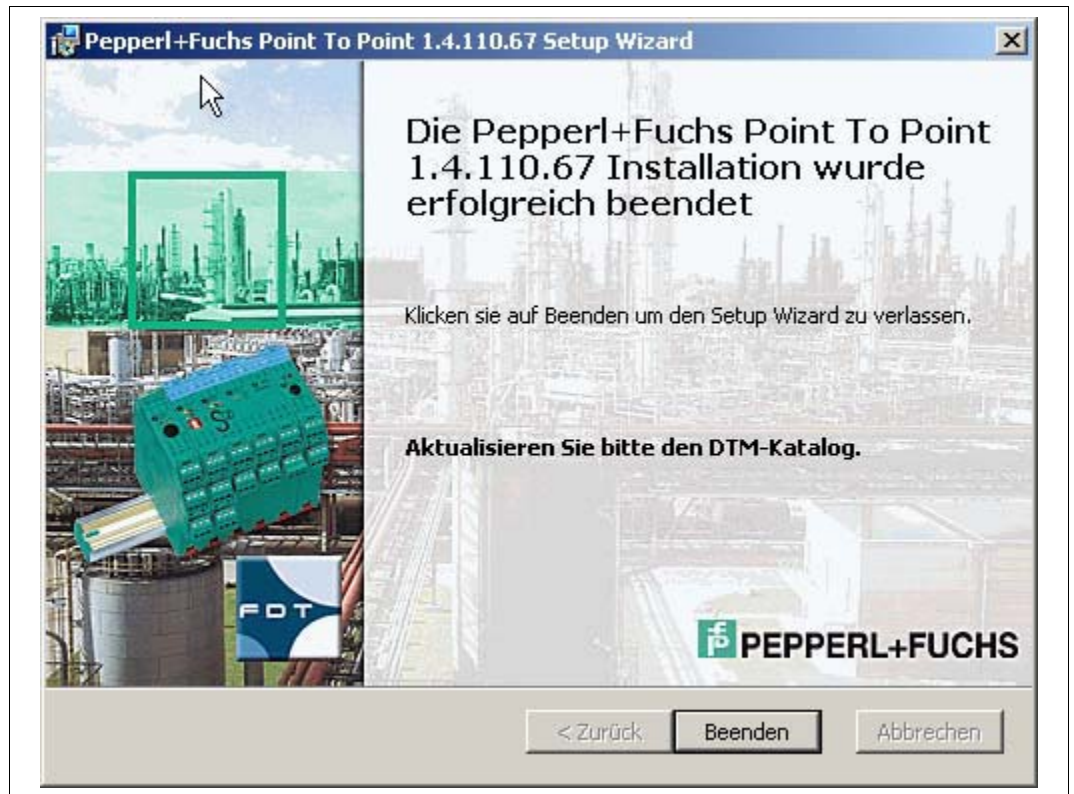 Pepperl+Fuchs Point To Point 1.4.110.67 Setup Wizard
Die Pepperl+Fuchs Point To Point
1.4.110.67 Installation wurde
erfolgreich beendet
Klicken sie auf Beenden um den Setup Wizard zu verlassen.
Aktualisieren Sie bitte den DTM-Katalog.
FDT
PEPPERL+FUCHS
< Zurück
Beenden
Abbrechen